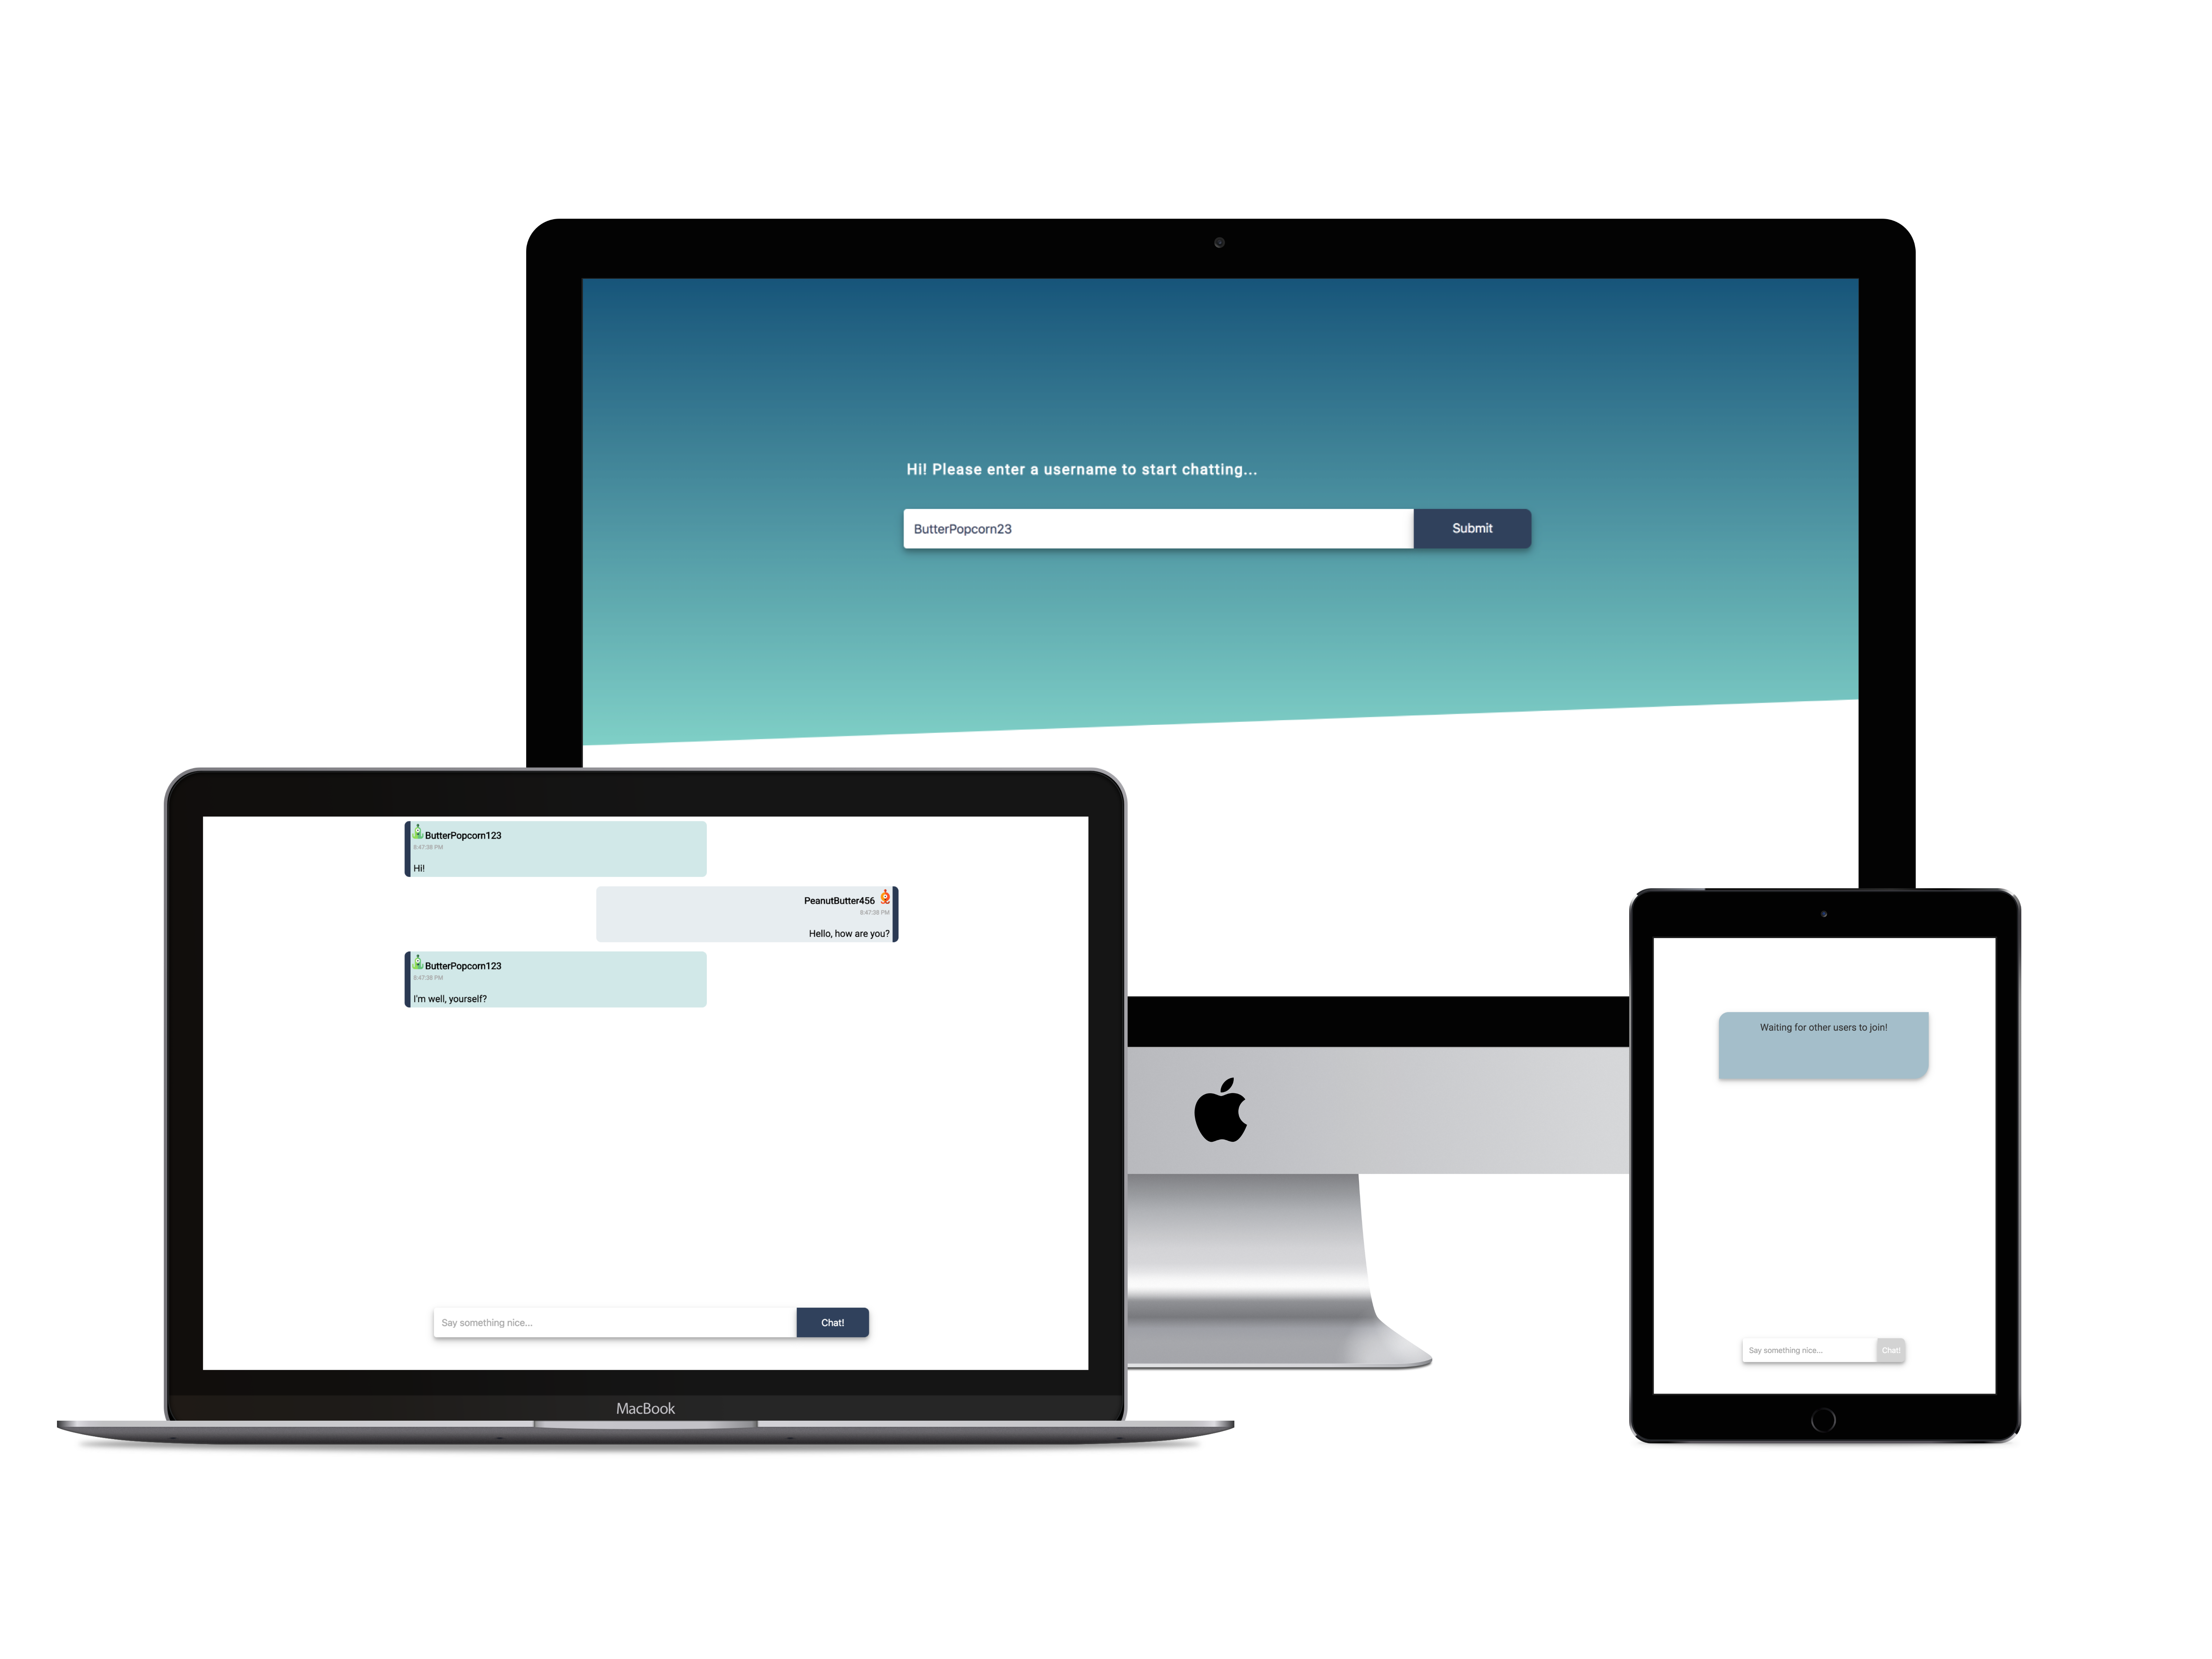 Hi! Please enter a username to start chatting...
ButterPopcorn23
Submit
ButterPopcorn123
8:47:38 PM
Hi!
PeanutButter456
8:47:38 PM
Hello, how are you?
ButterPopcorn123
8:47:38 PM
I'm well, yourself?
Say something nice...
Chat!
MacBook
Waiting for other users to join!
Say something nice...
Chat!